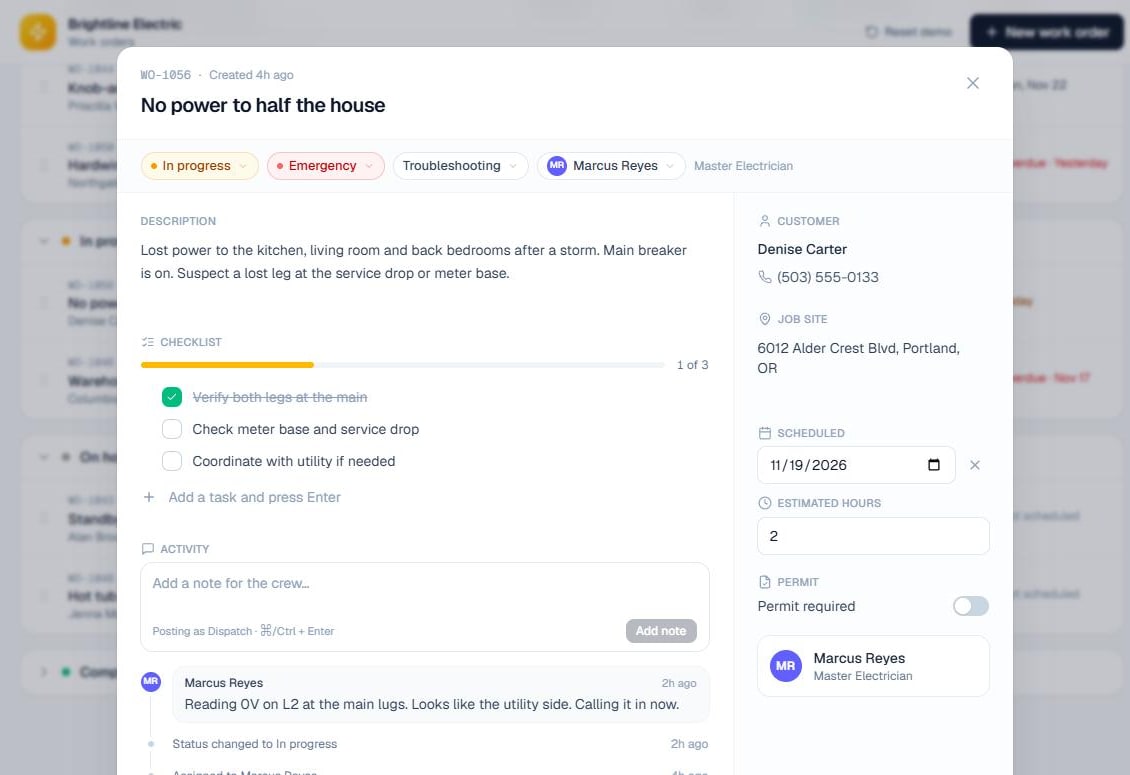 Brightline Electric
Work orders
Reset demo
New work order
WO-1056 · Created 4h ago
No power to half the house
In progress
Emergency
Troubleshooting
MR
Marcus Reyes
Master Electrician
DESCRIPTION
Lost power to the kitchen, living room and back bedrooms after a storm. Main breaker
is on. Suspect a lost leg at the service drop or meter base.
CHECKLIST
1 of 3
Verify both legs at the main
Check meter base and service drop
Coordinate with utility if needed
Add a task and press Enter
ACTIVITY
Add a note for the crew…
Posting as Dispatch · ⌘/Ctrl + Enter
Add note
MR
Marcus Reyes
2h ago
Reading 0V on L2 at the main lugs. Looks like the utility side. Calling it in now.
Status changed to In progress
2h ago
Assigned to Marcus Reyes
4h ago
CUSTOMER
Denise Carter
(503) 555-0133
JOB SITE
6012 Alder Crest Blvd, Portland,
OR
SCHEDULED
11/19/2026
ESTIMATED HOURS
2
PERMIT
Permit required
MR
Marcus Reyes
Master Electrician